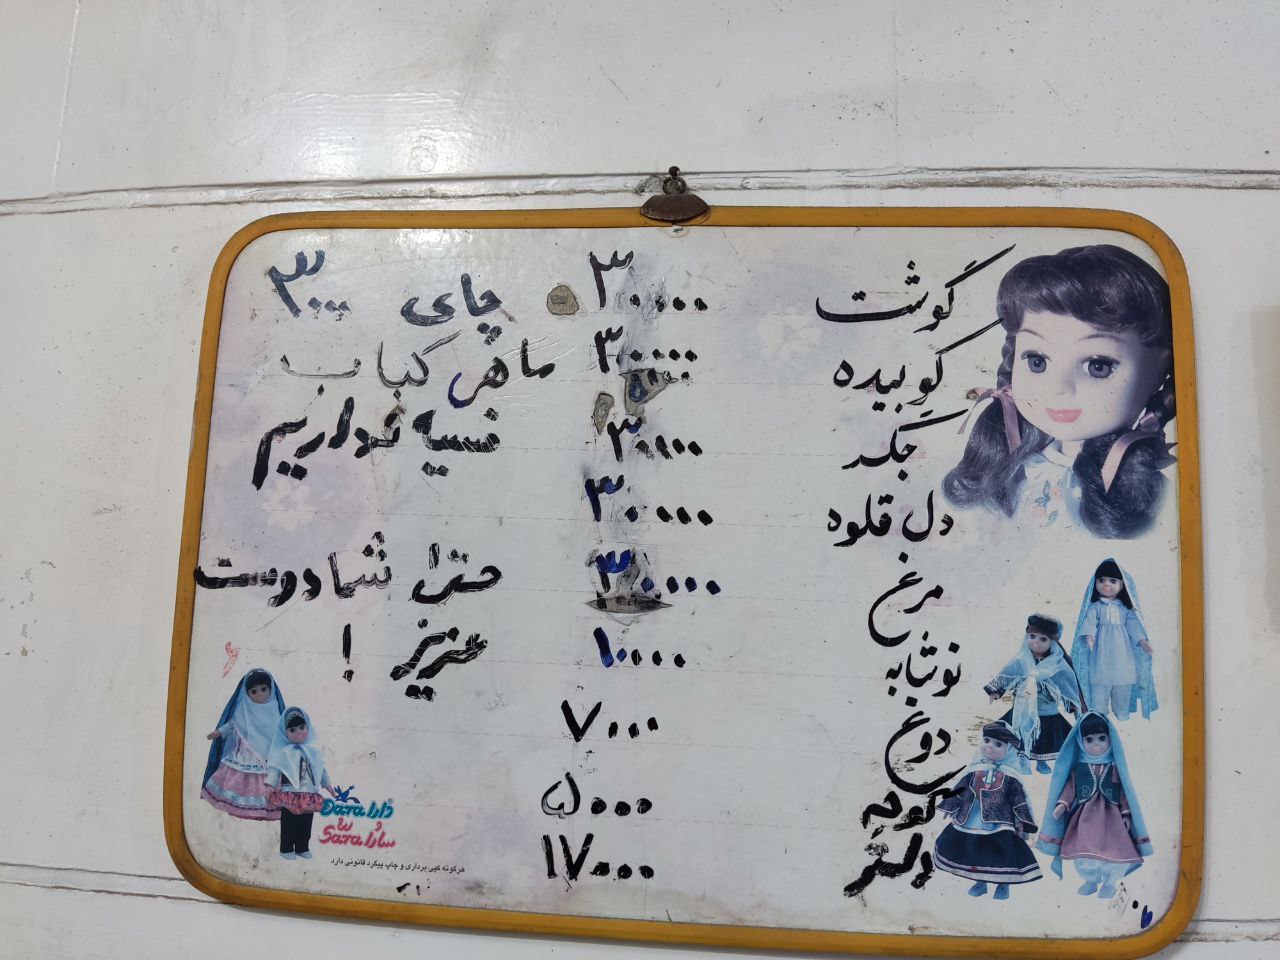 گوشت ۳۰۰۰۰
کوبیده ۳۰۰۰۰
جگر ۳۰۰۰۰
دل قلوه ۳۰۰۰۰
مرغ ۳۰۰۰۰
نوشابه ۱۰۰۰۰
دوغ ۷۰۰۰
گوجه ۵۰۰۰
دلستر ۱۷۰۰۰
چای ۳۰۰۰
ماهی کباب
نسیه نداریم
حتی شما دوست
عزیز !
Dara دارا
و
Sara سارا
هرگونه کپی برداری و چاپ پیگرد قانونی دارد